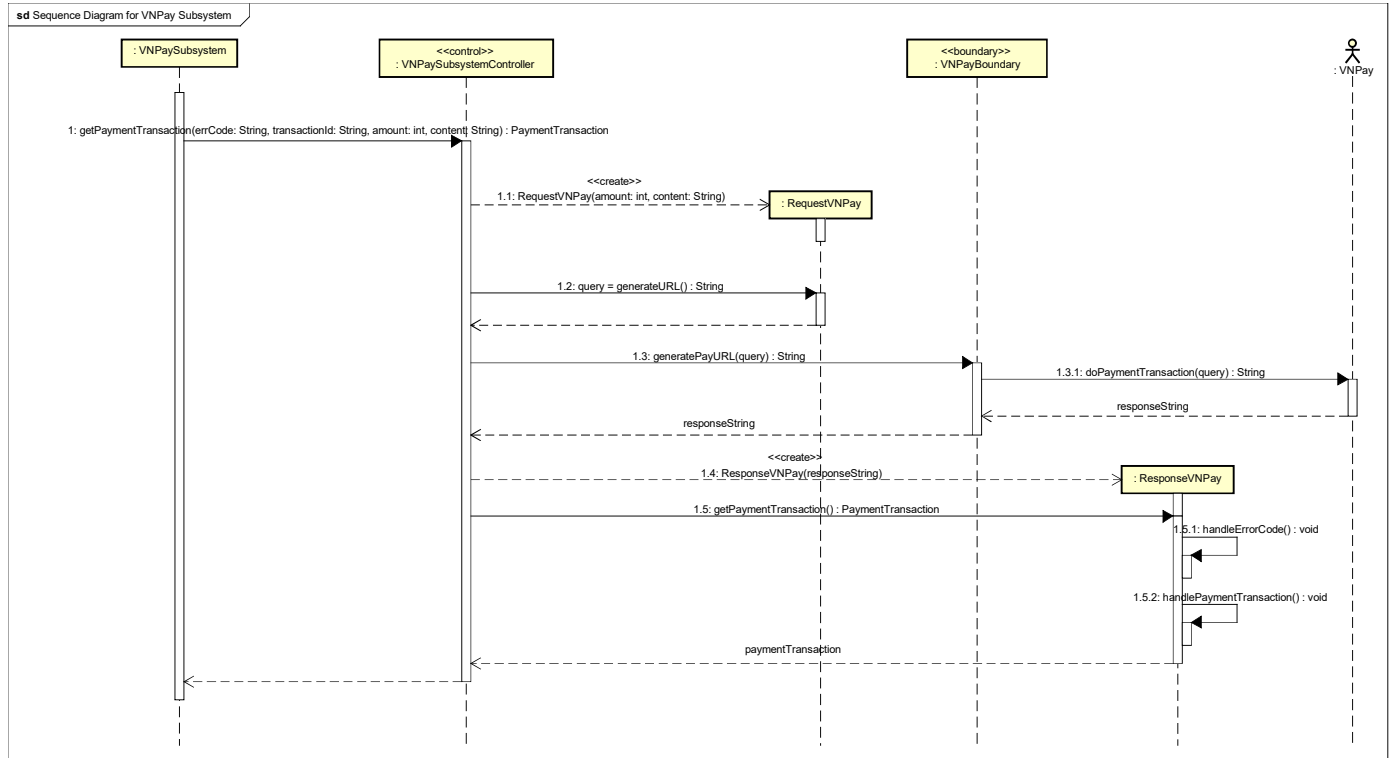 sd Sequence Diagram for VNPay Subsystem
: VNPaySubsystem
<<control>>
: VNPaySubsystemController
<<boundary>>
: VNPayBoundary
: VNPay
1: getPaymentTransaction(errCode: String, transactionId: String, amount: int, content: String) : PaymentTransaction
<<create>>
1.1: RequestVNPay(amount: int, content: String)
: RequestVNPay
1.2: query = generateURL() : String
1.3: generatePayURL(query) : String
1.3.1: doPaymentTransaction(query) : String
responseString
responseString
<<create>>
1.4: ResponseVNPay(responseString)
: ResponseVNPay
1.5: getPaymentTransaction() : PaymentTransaction
1.5.1: handleErrorCode() : void
1.5.2: handlePaymentTransaction() : void
paymentTransaction